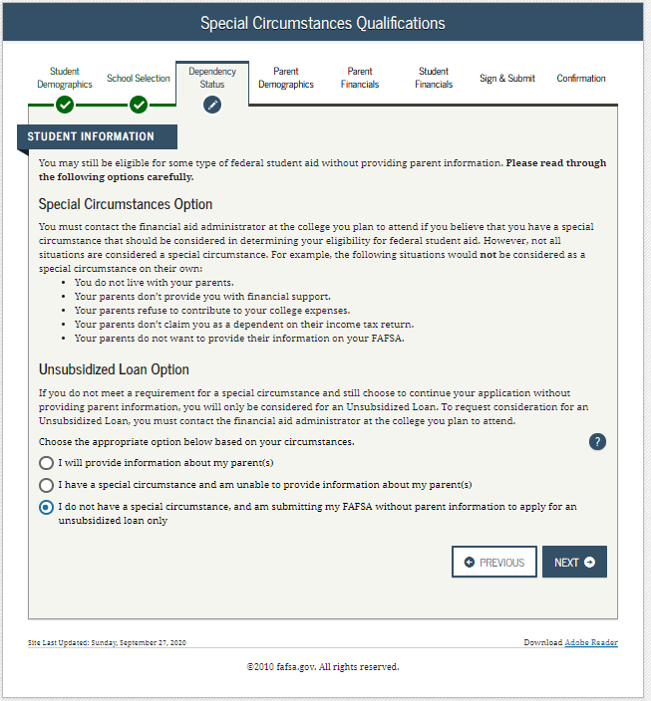 Special Circumstances Qualifications
Student
Demographics
School Selection
Dependency
Status
Parent
Demographics
Parent
Financials
Student
Financials
Sign & Submit
Confirmation
STUDENT INFORMATION
You may still be eligible for some type of federal student aid without providing parent information. Please read through
the following options carefully.
Special Circumstances Option
You must contact the financial aid administrator at the college you plan to attend if you believe that you have a special
circumstance that should be considered in determining your eligibility for federal student aid. However, not all
situations are considered a special circumstance. For example, the following situations would not be considered as a
special circumstance on their own:
• You do not live with your parents.
• Your parents don't provide you with financial support.
• Your parents refuse to contribute to your college expenses.
• Your parents don't claim you as a dependent on their income tax return.
• Your parents do not want to provide their information on your FAFSA.
Unsubsidized Loan Option
If you do not meet a requirement for a special circumstance and still choose to continue your application without
providing parent information, you will only be considered for an Unsubsidized Loan. To request consideration for an
Unsubsidized Loan, you must contact the financial aid administrator at the college you plan to attend.
Choose the appropriate option below based on your circumstances.
?
I will provide information about my parent(s)
I have a special circumstance and am unable to provide information about my parent(s)
I do not have a special circumstance, and am submitting my FAFSA without parent information to apply for an
unsubsidized loan only
PREVIOUS
NEXT
Site Last Updated: Sunday, September 27, 2020
Download Adobe Reader
©2010 fafsa.gov. All rights reserved.